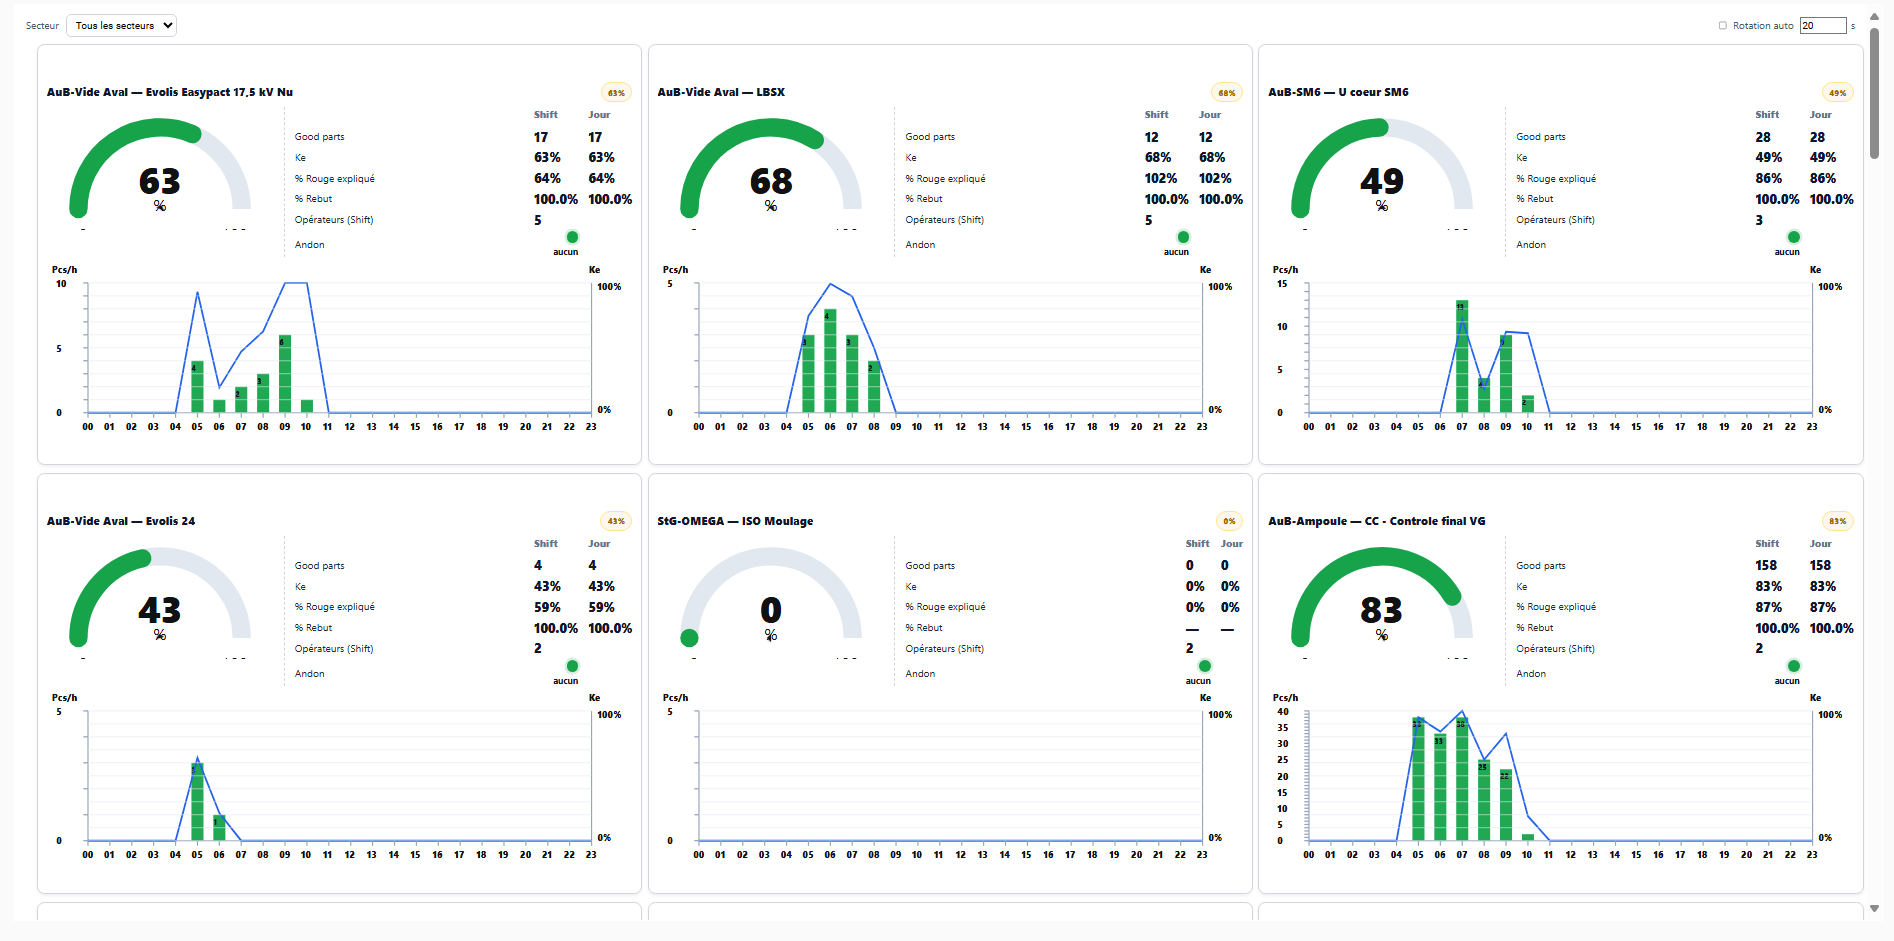 Secteur Tous les secteurs Rotation auto 20 s
AuB-Vide Aval — Evolis Easypact 17,5 kV Nu 63%
Shift Jour
Good parts 17 17
Ke 63% 63%
% Rouge expliqué 64% 64%
% Rebut 100.0% 100.0%
Opérateurs (Shift) 5
Andon
aucun
63
%
Pcs/h Ke
10 100%
5
0 0%
4 2 3 6
00 01 02 03 04 05 06 07 08 09 10 11 12 13 14 15 16 17 18 19 20 21 22 23
AuB-Vide Aval — LBSX 68%
Shift Jour
Good parts 12 12
Ke 68% 68%
% Rouge expliqué 102% 102%
% Rebut 100.0% 100.0%
Opérateurs (Shift) 5
Andon
aucun
68
%
Pcs/h Ke
5 100%
0 0%
3 4 3 2
00 01 02 03 04 05 06 07 08 09 10 11 12 13 14 15 16 17 18 19 20 21 22 23
AuB-SM6 — U coeur SM6 49%
Shift Jour
Good parts 28 28
Ke 49% 49%
% Rouge expliqué 86% 86%
% Rebut 100.0% 100.0%
Opérateurs (Shift) 3
Andon
aucun
49
%
Pcs/h Ke
15 100%
10
5
0 0%
13 4 9 2
00 01 02 03 04 05 06 07 08 09 10 11 12 13 14 15 16 17 18 19 20 21 22 23
AuB-Vide Aval — Evolis 24 43%
Shift Jour
Good parts 4 4
Ke 43% 43%
% Rouge expliqué 59% 59%
% Rebut 100.0% 100.0%
Opérateurs (Shift) 2
Andon
aucun
43
%
Pcs/h Ke
5 100%
0 0%
3 1
00 01 02 03 04 05 06 07 08 09 10 11 12 13 14 15 16 17 18 19 20 21 22 23
StG-OMEGA — ISO Moulage 0%
Shift Jour
Good parts 0 0
Ke 0% 0%
% Rouge expliqué 0% 0%
% Rebut — —
Opérateurs (Shift) 2
Andon
aucun
0
%
Pcs/h Ke
5 100%
0 0%
00 01 02 03 04 05 06 07 08 09 10 11 12 13 14 15 16 17 18 19 20 21 22 23
AuB-Ampoule — CC - Controle final VG 83%
Shift Jour
Good parts 158 158
Ke 83% 83%
% Rouge expliqué 87% 87%
% Rebut 100.0% 100.0%
Opérateurs (Shift) 2
Andon
aucun
83
%
Pcs/h Ke
40 100%
35
30
25
20
15
10
5
0 0%
38 33 38 25 22
00 01 02 03 04 05 06 07 08 09 10 11 12 13 14 15 16 17 18 19 20 21 22 23